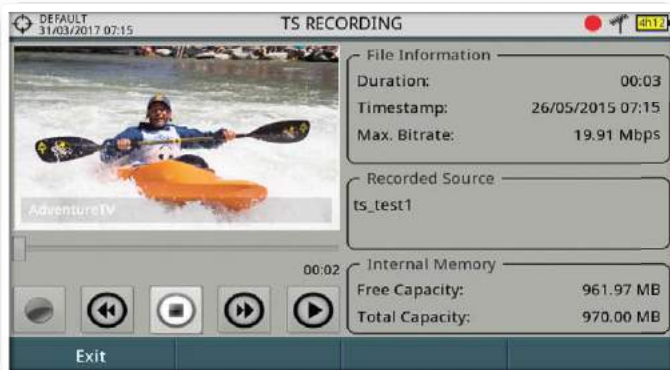 DEFAULT
31/03/2017 07:15
TS RECORDING
4h12
AdventureTV
00:02
Exit
File Information
Duration: 00:03
Timestamp: 26/05/2015 07:15
Max. Bitrate: 19.91 Mbps
Recorded Source
ts_test1
Internal Memory
Free Capacity: 961.97 MB
Total Capacity: 970.00 MB